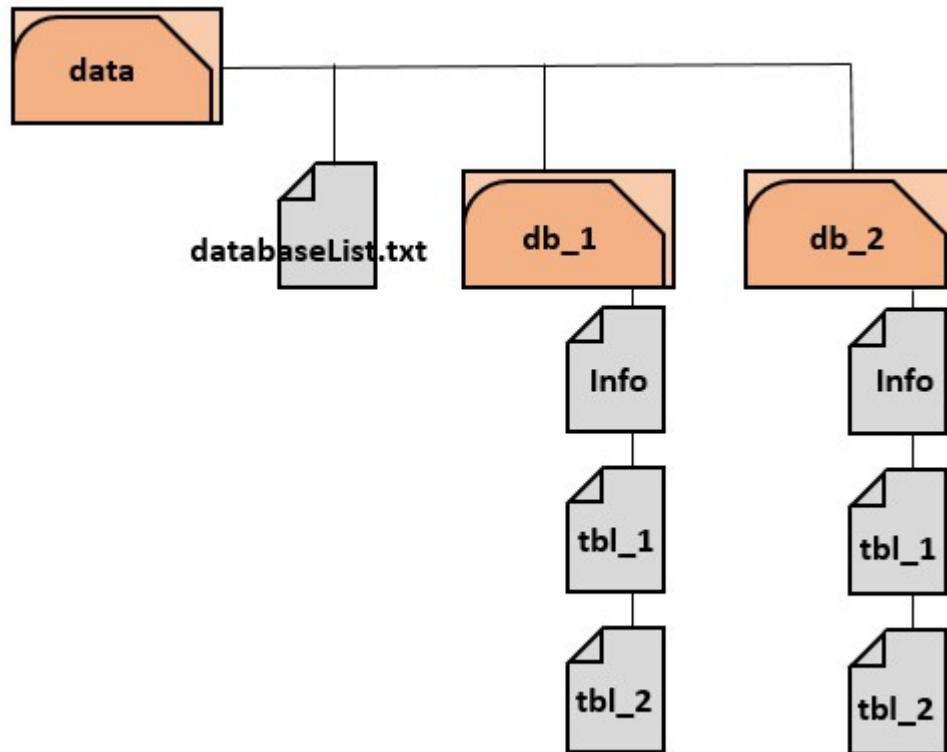 data
databaseList.txt
db_1
db_2
Info
Info
tbl_1
tbl_1
tbl_2
tbl_2